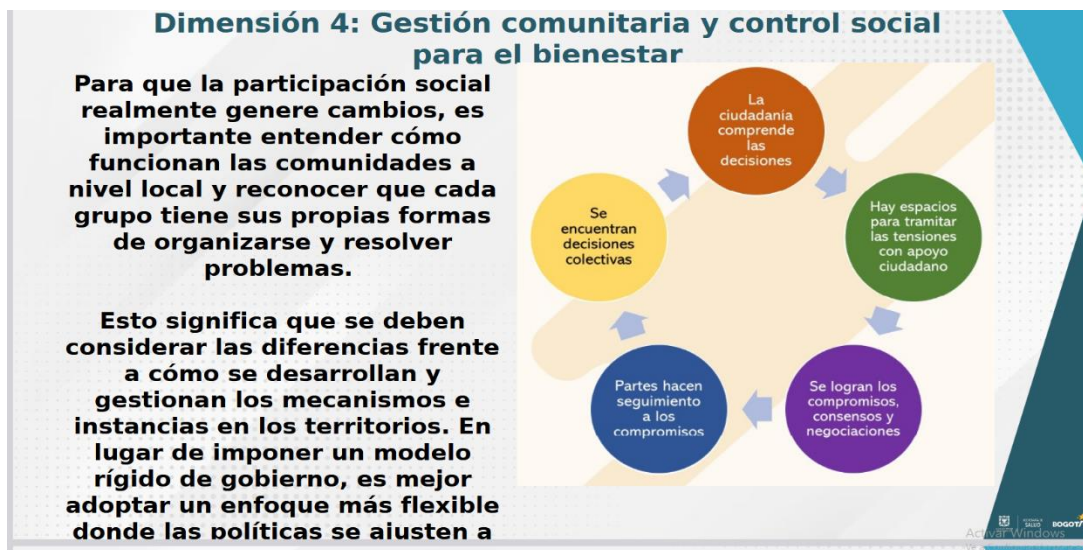 Dimensión 4: Gestión comunitaria y control social
para el bienestar
Para que la participación social
realmente genere cambios, es
importante entender cómo
funcionan las comunidades a
nivel local y reconocer que cada
grupo tiene sus propias formas
de organizarse y resolver
problemas.
Esto significa que se deben
considerar las diferencias frente
a cómo se desarrollan y
gestionan los mecanismos e
instancias en los territorios. En
lugar de imponer un modelo
rígido de gobierno, es mejor
adoptar un enfoque más flexible
donde las políticas se ajusten a
La
ciudadanía
comprende
las
decisiones
Hay espacios
para tramitar
las tensiones
con apoyo
ciudadano
Se logran los
compromisos,
consensos y
negociaciones
Partes hacen
seguimiento
a los
compromisos
Se
encuentran
decisiones
colectivas
SALUD
BOGOTÁ
Activar Windows